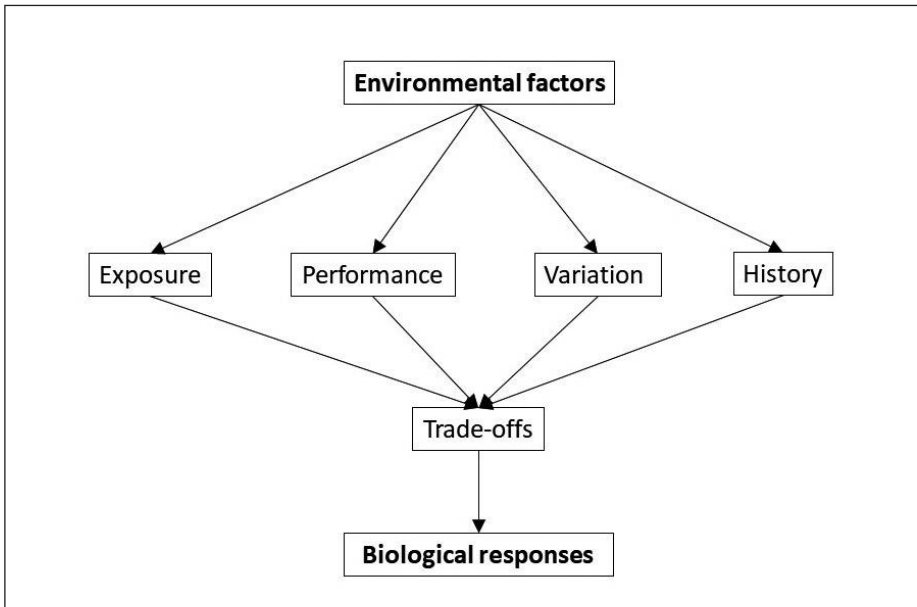 Environmental factors
Exposure
Performance
Variation
History
Trade-offs
Biological responses